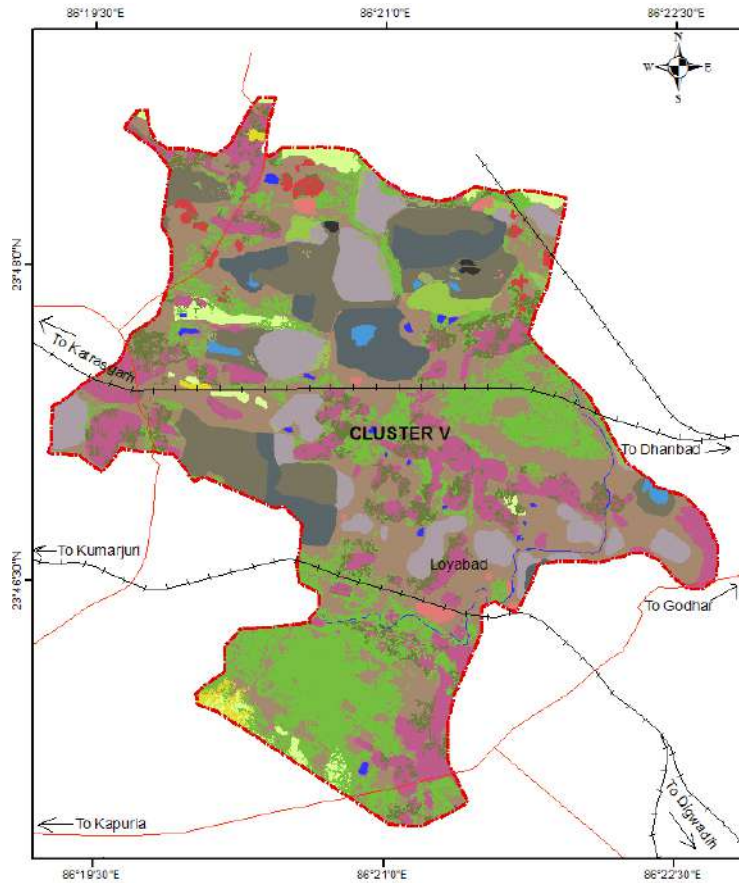 86°19'30"E 86°21'0"E 86°22'30"E
N
W E
S
23°48'0"N
To Katrasgarh
CLUSTER V
To Dhanbad
To Kumarjuri
Loyabad
23°46'30"N
To Godhar
To Kapuria
To Digwadih
86°19'30"E 86°21'0"E 86°22'30"E